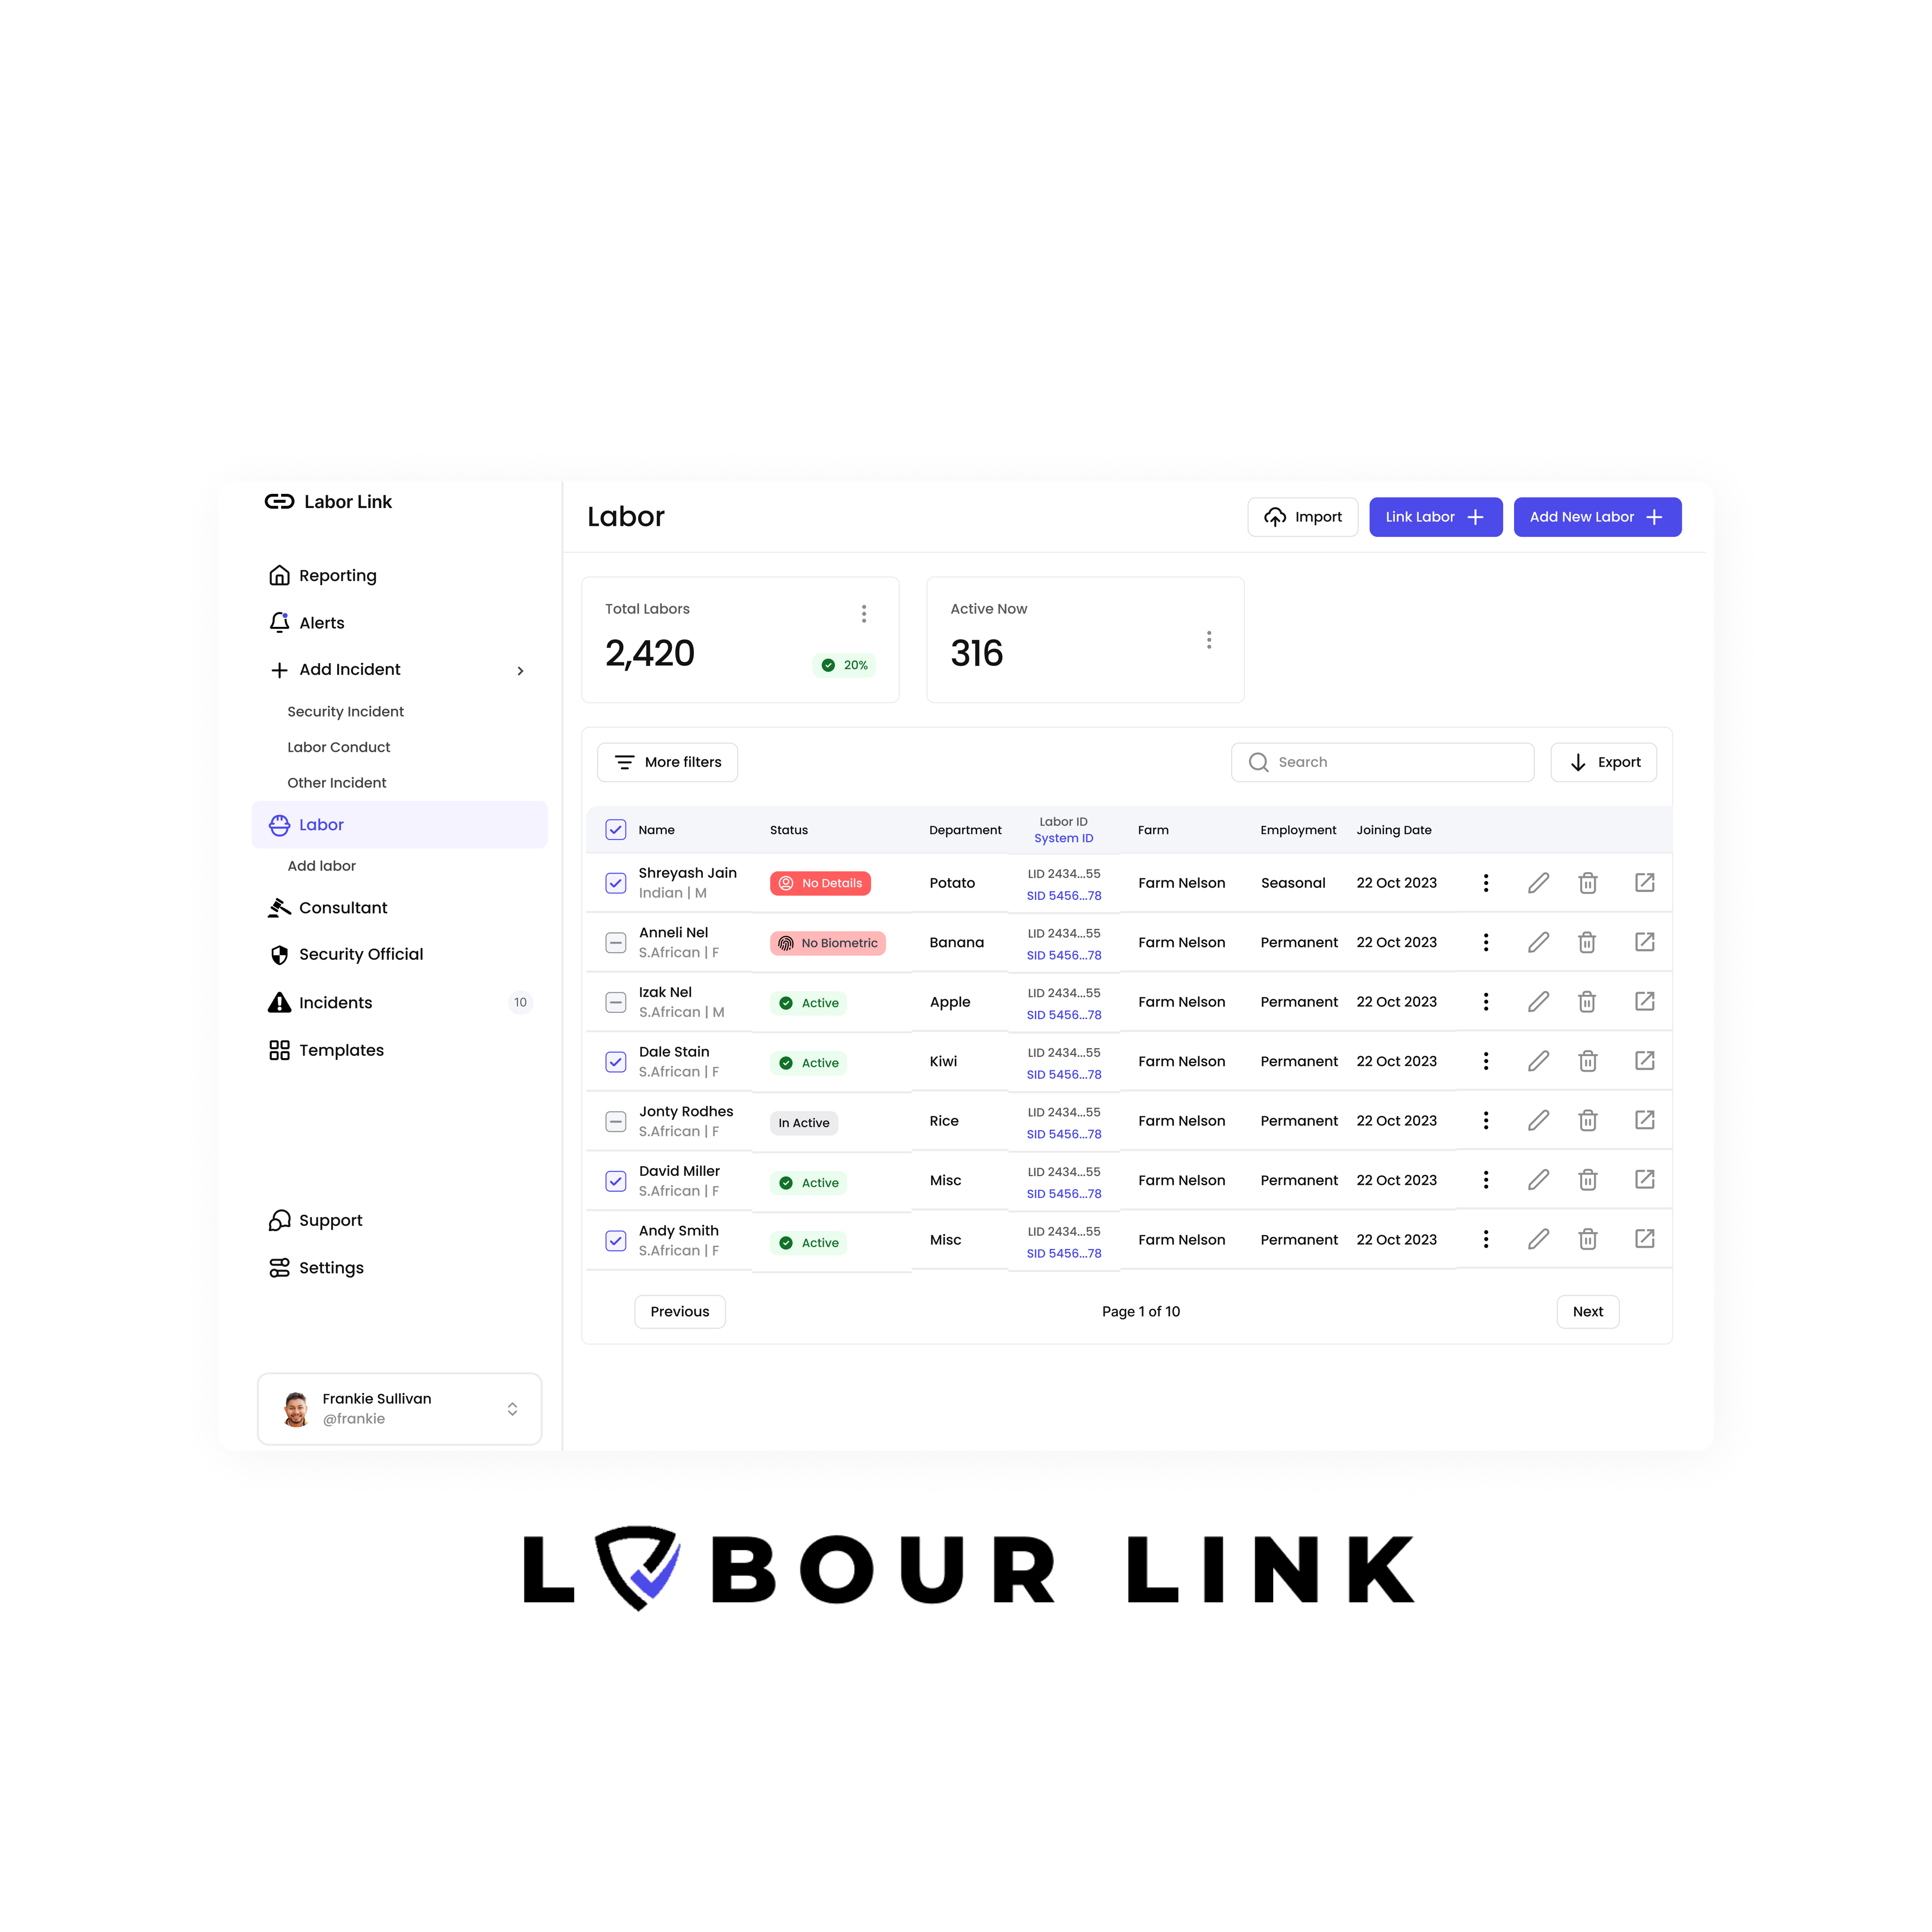 Labor Link
Reporting
Alerts
Add Incident
Security Incident
Labor Conduct
Other Incident
Labor
Add labor
Consultant
Security Official
Incidents 10
Templates
Support
Settings
Frankie Sullivan
@frankie
Labor
Import
Link Labor
Add New Labor
Total Labors
2,420
20%
Active Now
316
More filters
Search
Export
Name Status Department Labor ID Farm Employment Joining Date
System ID
Shreyash Jain No Details Potato LID 2434...55 Farm Nelson Seasonal 22 Oct 2023
Indian | M SID 5456...78
Anneli Nel No Biometric Banana LID 2434...55 Farm Nelson Permanent 22 Oct 2023
S.African | F SID 5456...78
Izak Nel Active Apple LID 2434...55 Farm Nelson Permanent 22 Oct 2023
S.African | M SID 5456...78
Dale Stain Active Kiwi LID 2434...55 Farm Nelson Permanent 22 Oct 2023
S.African | F SID 5456...78
Jonty Rodhes In Active Rice LID 2434...55 Farm Nelson Permanent 22 Oct 2023
S.African | F SID 5456...78
David Miller Active Misc LID 2434...55 Farm Nelson Permanent 22 Oct 2023
S.African | F SID 5456...78
Andy Smith Active Misc LID 2434...55 Farm Nelson Permanent 22 Oct 2023
S.African | F SID 5456...78
Previous Page 1 of 10 Next
LABOUR LINK